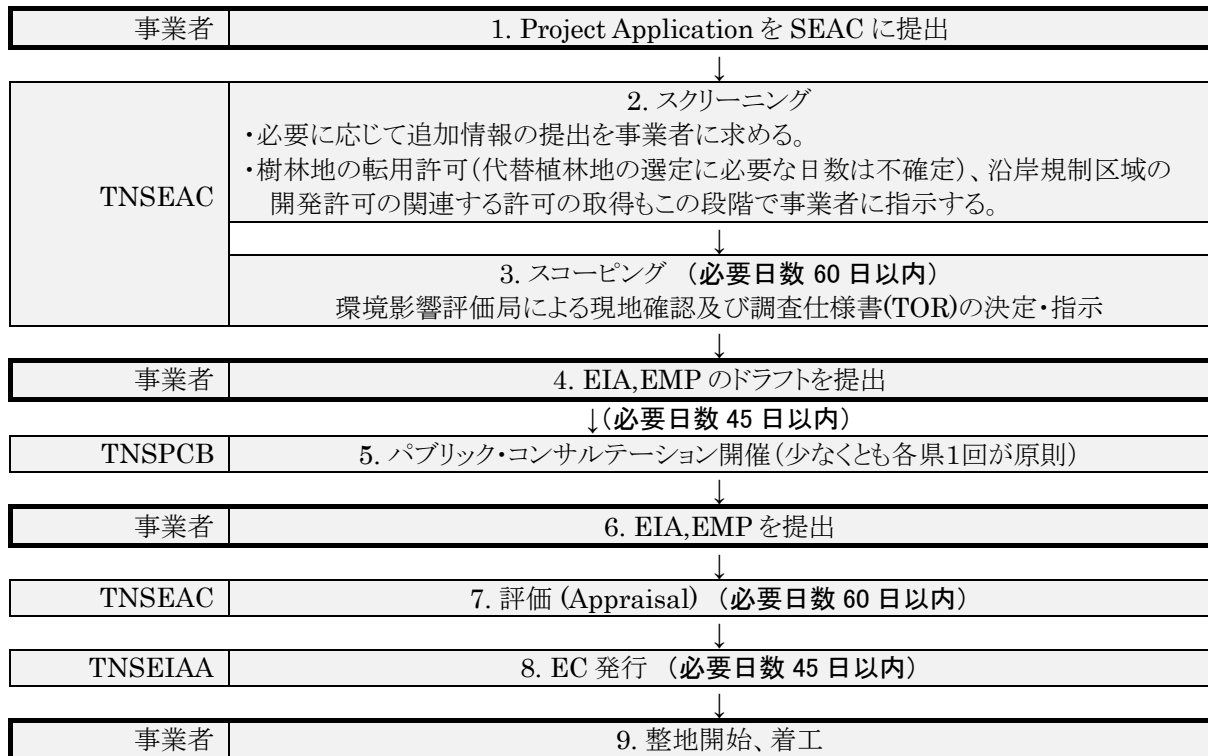 事業者 1. Project Application を SEAC に提出
↓
2. スクリーニング
・必要に応じて追加情報の提出を事業者に求める。
・樹林地の転用許可(代替植林地の選定に必要な日数は不確定)、沿岸規制区域の
TNSEAC 開発許可の関連する許可の取得もこの段階で事業者に指示する。
↓
3. スコーピング (必要日数 60 日以内)
環境影響評価局による現地確認及び調査仕様書(TOR)の決定・指示
↓
事業者 4. EIA,EMP のドラフトを提出
↓(必要日数 45 日以内)
TNSPCB 5. パブリック・コンサルテーション開催(少なくとも各県1回が原則)
↓
事業者 6. EIA,EMP を提出
↓
TNSEAC 7. 評価 (Appraisal) (必要日数 60 日以内)
↓
TNSEIAA 8. EC 発行 (必要日数 45 日以内)
↓
事業者 9. 整地開始、着工